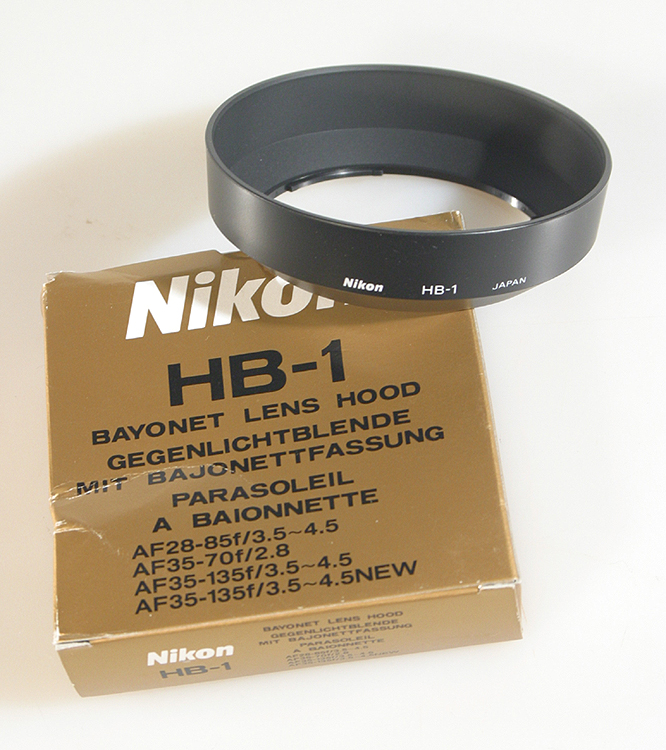 Nikon HB-1 JAPAN
Nikon
HB-1
BAYONET LENS HOOD
GEGENLICHTBLENDE
MIT BAJONETTFASSUNG
PARASOLEIL
A BAIONNETTE
AF28-85f/3.5~4.5
AF35-70f/2.8
AF35-135f/3.5~4.5
AF35-135f/3.5~4.5NEW
Nikon
HB-1
BAYONET LENS HOOD
GEGENLICHTBLENDE
MIT BAJONETTFASSUNG
PARASOLEIL
A BAIONNETTE